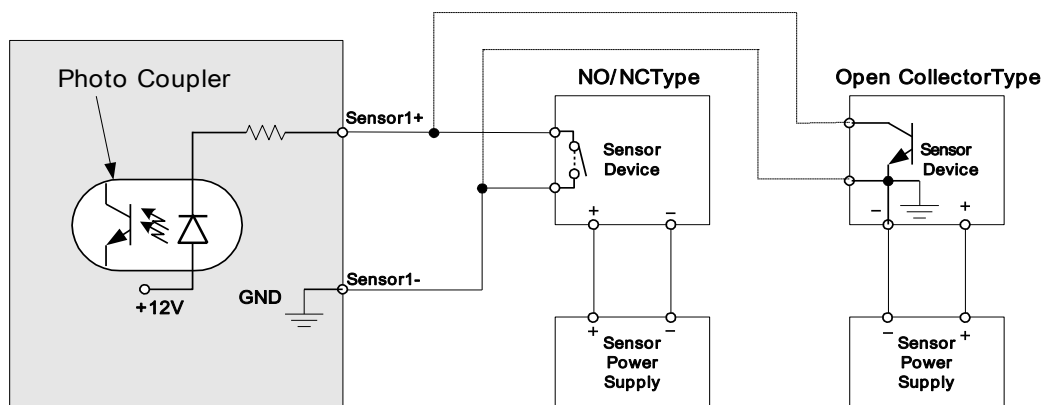 Photo Coupler
Sensor1+
NO/NCType
Open CollectorType
Sensor
Device
Sensor
Device
+ −
− +
Sensor1-
+12V
GND
+ −
− +
Sensor
Power
Supply
Sensor
Power
Supply